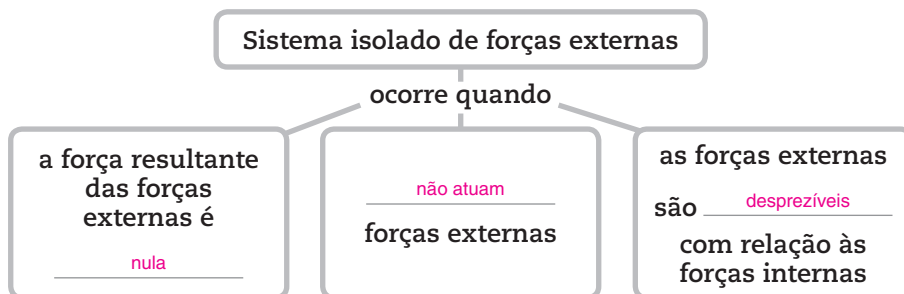 Sistema isolado de forças externas
ocorre quando
a força resultante
das forças
externas é
nula
não atuam
forças externas
as forças externas
são desprezíveis
com relação às
forças internas